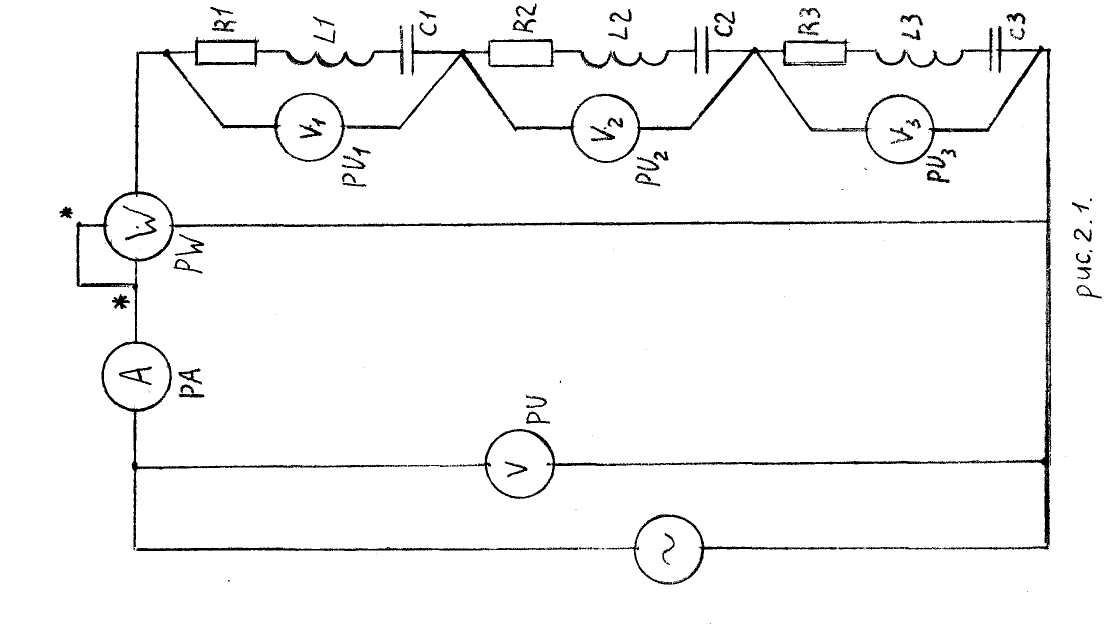 R1
L1
C1
R2
L2
C2
R3
L3
C3
V1
PV1
V2
PV2
V3
PV3
*
W
PW
*
A
PA
V
PU
~
рис. 2.1.